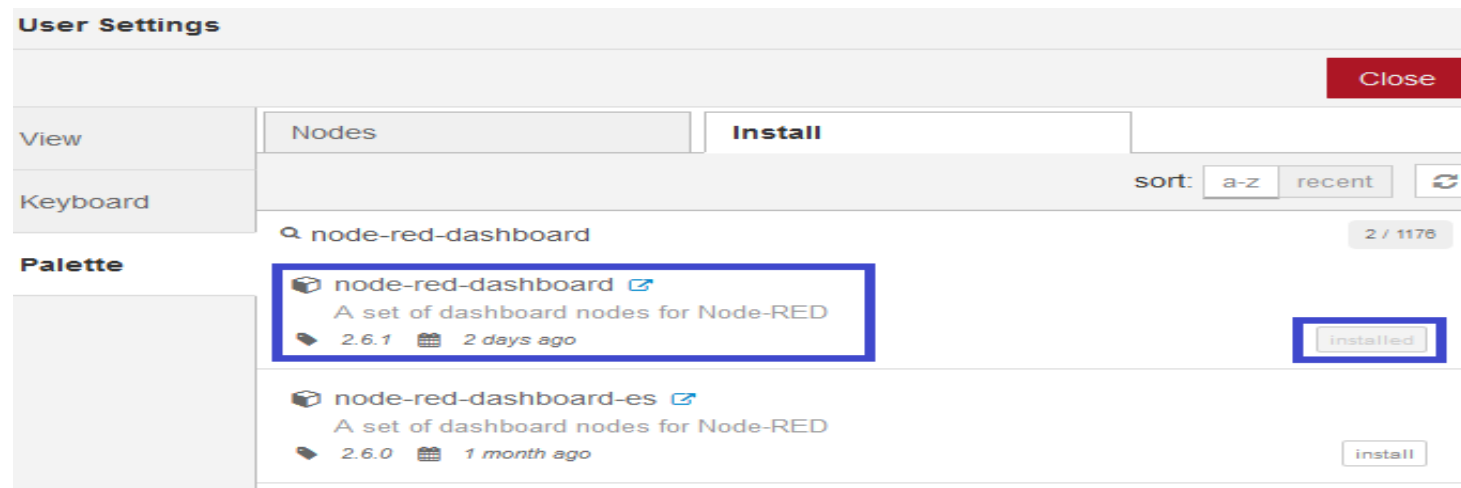 User Settings
Close
View
Nodes
Install
sort: a-z recent
Keyboard
node-red-dashboard
2 / 1176
Palette
node-red-dashboard
A set of dashboard nodes for Node-RED
2.6.1 2 days ago
installed
node-red-dashboard-es
A set of dashboard nodes for Node-RED
2.6.0 1 month ago
install